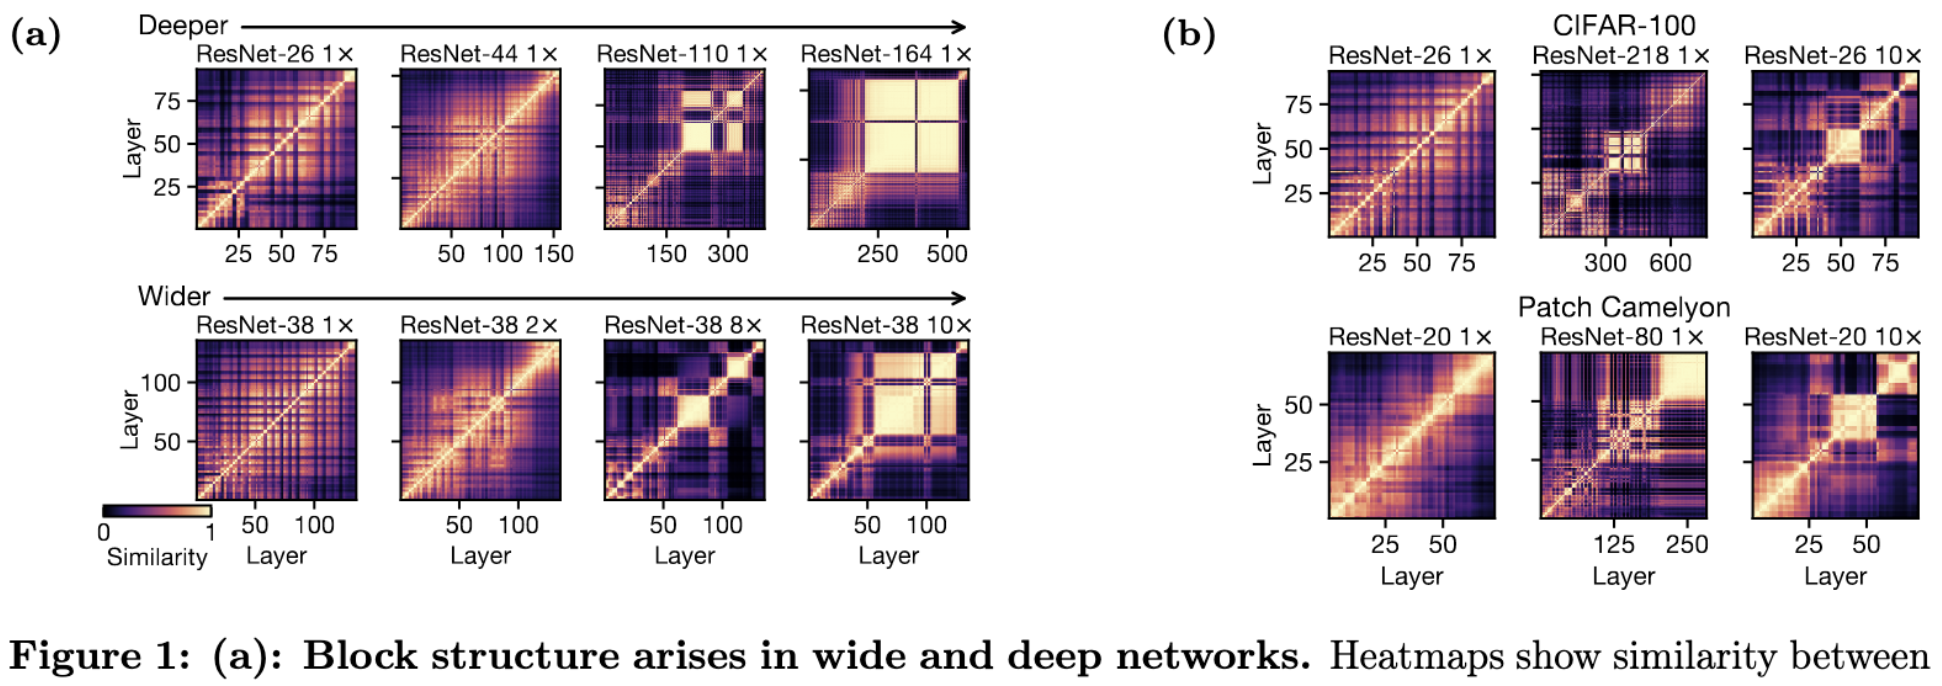 (a)
Deeper
ResNet-26 1×
ResNet-44 1×
ResNet-110 1×
ResNet-164 1×
Layer
75
50
25
25 50 75
50 100 150
150 300
250 500
Wider
ResNet-38 1×
ResNet-38 2×
ResNet-38 8×
ResNet-38 10×
Layer
100
50
50 100
50 100
50 100
50 100
Layer
Layer
Layer
Layer
0 1
Similarity
(b)
CIFAR-100
ResNet-26 1×
ResNet-218 1×
ResNet-26 10×
Layer
75
50
25
25 50 75
300 600
25 50 75
Patch Camelyon
ResNet-20 1×
ResNet-80 1×
ResNet-20 10×
Layer
50
25
25 50
125 250
25 50
Layer
Layer
Layer
Figure 1: (a): Block structure arises in wide and deep networks. Heatmaps show similarity between